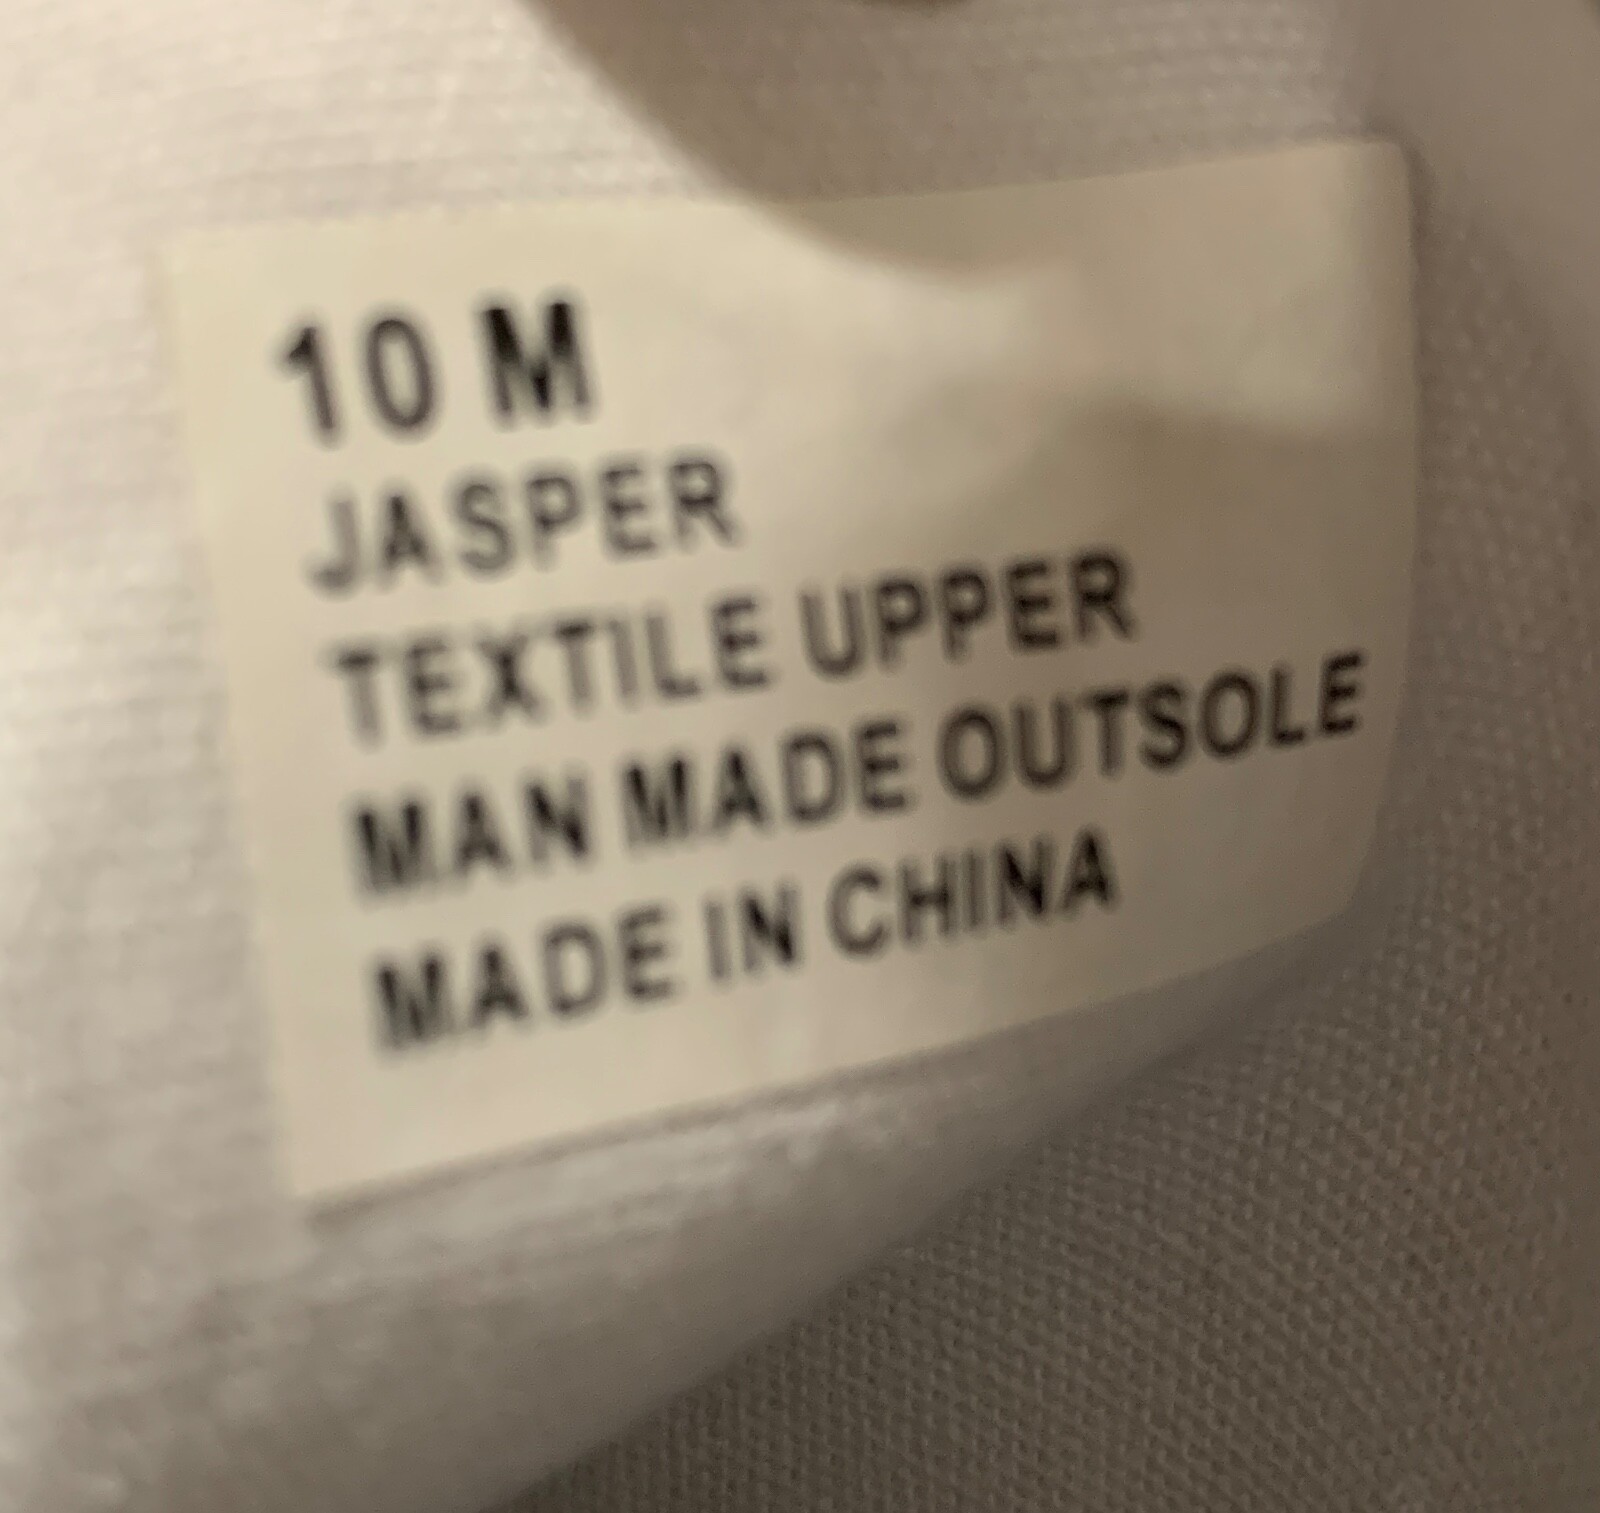 10 M
JASPER
TEXTILE UPPER
MAN MADE OUTSOLE
MADE IN CHINA